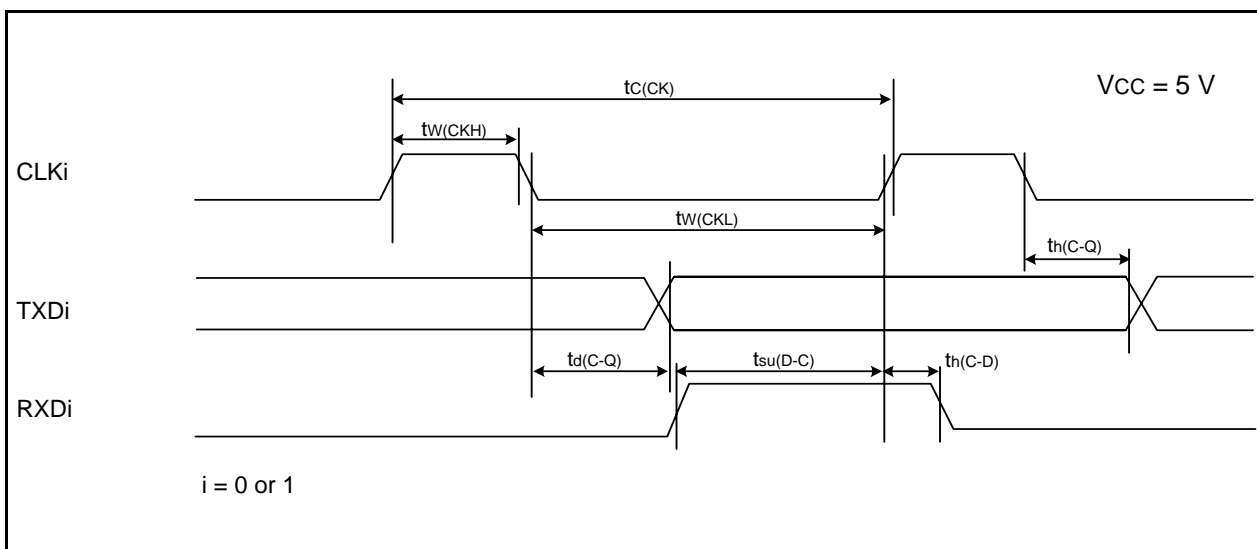 tC(CK)
VCC = 5 V
tW(CKH)
CLKi
tW(CKL)
th(C-Q)
TXDi
td(C-Q)
tsu(D-C)
th(C-D)
RXDi
i = 0 or 1